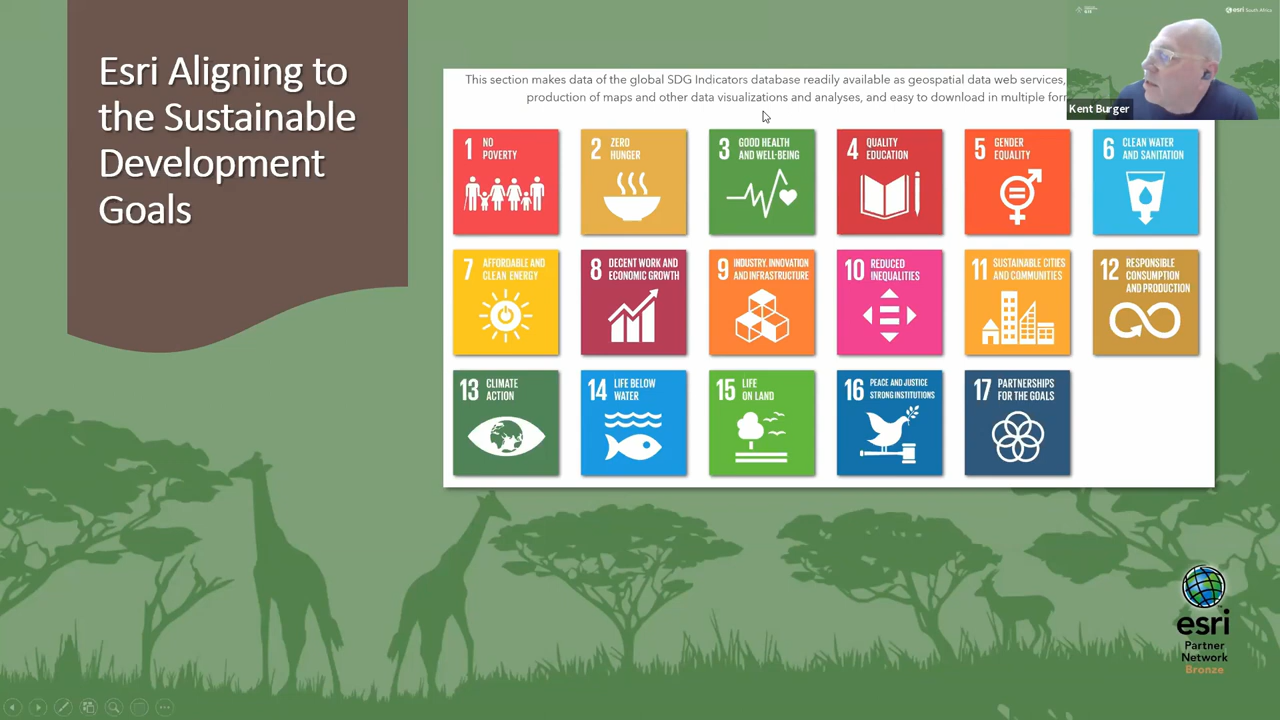 Esri Aligning to
the Sustainable
Development
Goals
This section makes data of the global SDG Indicators database readily available as geospatial data web services,
production of maps and other data visualizations and analyses, and easy to download in multiple
esri South Africa
Kent Burger
1 NO
POVERTY
2 ZERO
HUNGER
3 GOOD HEALTH
AND WELL-BEING
4 QUALITY
EDUCATION
5 GENDER
EQUALITY
6 CLEAN WATER
AND SANITATION
7 AFFORDABLE AND
CLEAN ENERGY
8 DECENT WORK AND
ECONOMIC GROWTH
9 INDUSTRY, INNOVATION
AND INFRASTRUCTURE
10 REDUCED
INEQUALITIES
11 SUSTAINABLE CITIES
AND COMMUNITIES
12 RESPONSIBLE
CONSUMPTION
AND PRODUCTION
13 CLIMATE
ACTION
14 LIFE BELOW
WATER
15 LIFE
ON LAND
16 PEACE AND JUSTICE
STRONG INSTITUTIONS
17 PARTNERSHIPS
FOR THE GOALS
esri
Partner
Network
Bronze